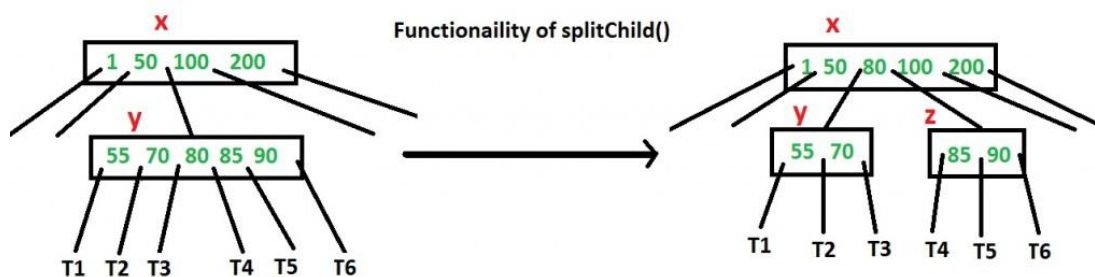 x
Functionaility of splitChild()
x
1 50 100 200
1 50 80 100 200
y
y
z
55 70 80 85 90
55 70
85 90
T1 T2 T3 T4 T5 T6
T1 T2 T3 T4 T5 T6